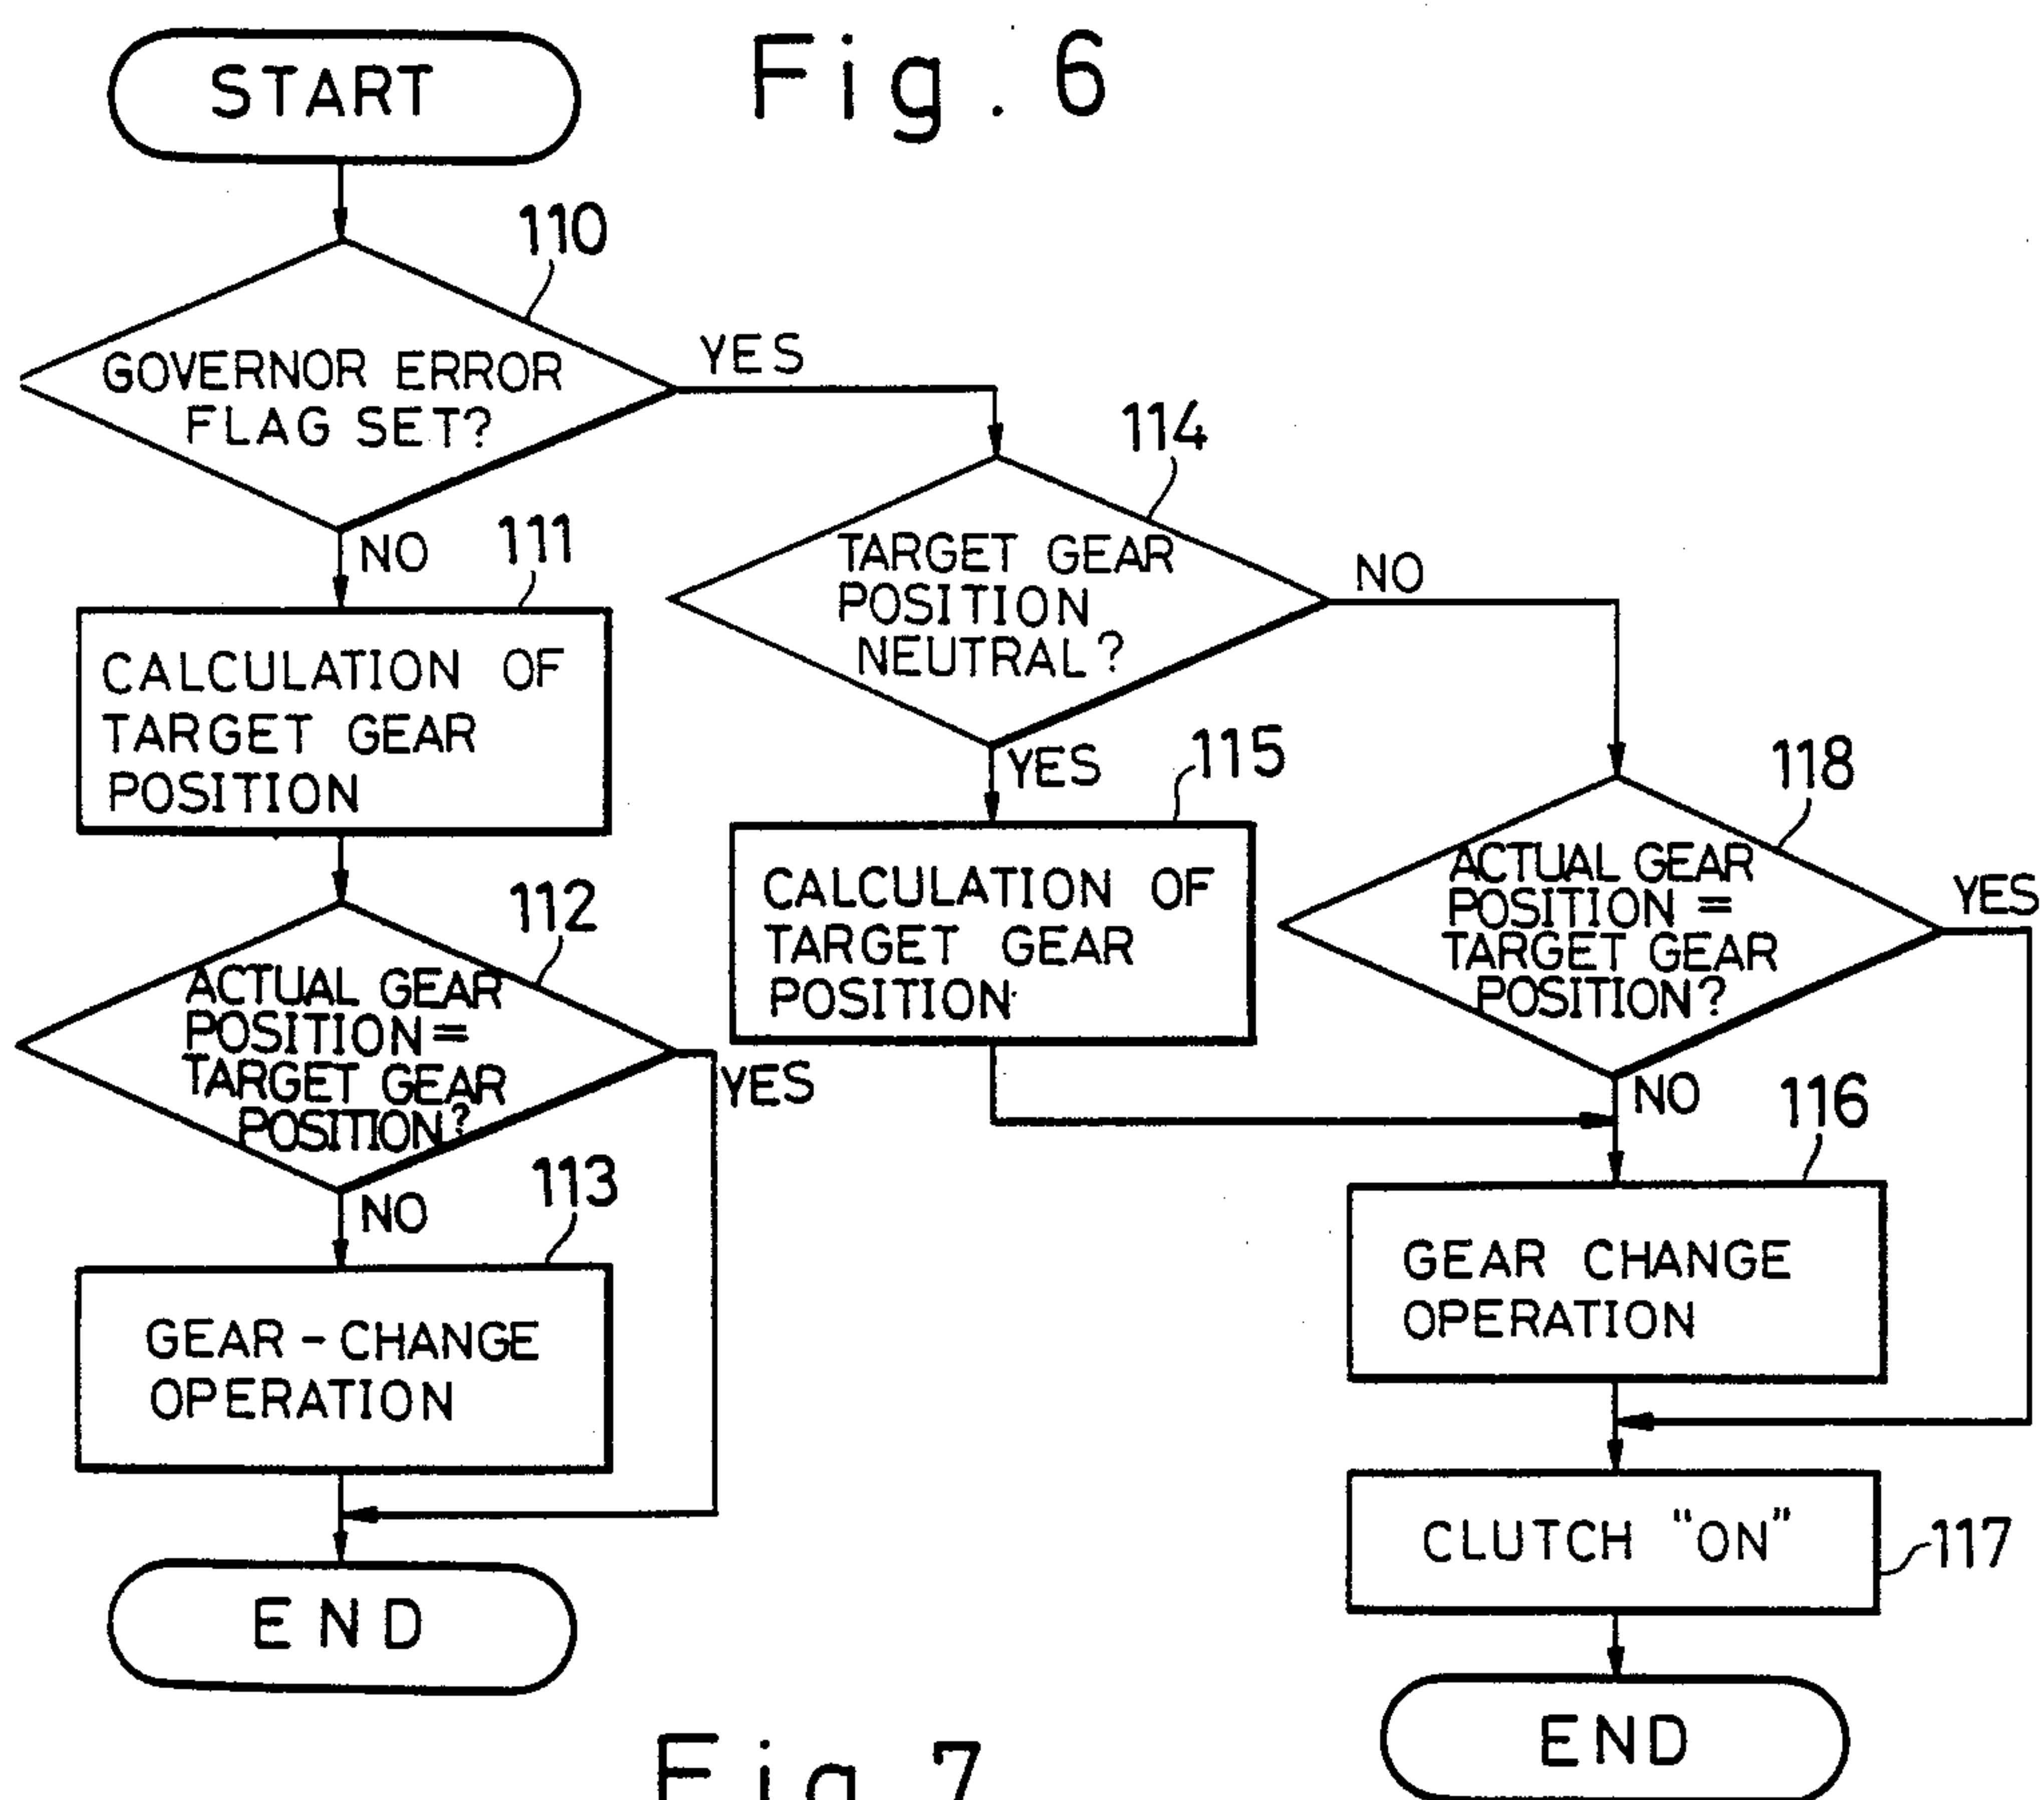 Fig. 6
START
110
GOVERNOR ERROR
FLAG SET?
YES
NO
111
CALCULATION OF
TARGET GEAR
POSITION
112
ACTUAL GEAR
POSITION=
TARGET GEAR
POSITION?
YES
NO
113
GEAR-CHANGE
OPERATION
END
114
TARGET GEAR
POSITION
NEUTRAL?
NO
YES
115
CALCULATION OF
TARGET GEAR
POSITION
118
ACTUAL GEAR
POSITION =
TARGET GEAR
POSITION?
YES
NO
116
GEAR CHANGE
OPERATION
CLUTCH "ON"
117
END
Fig 7